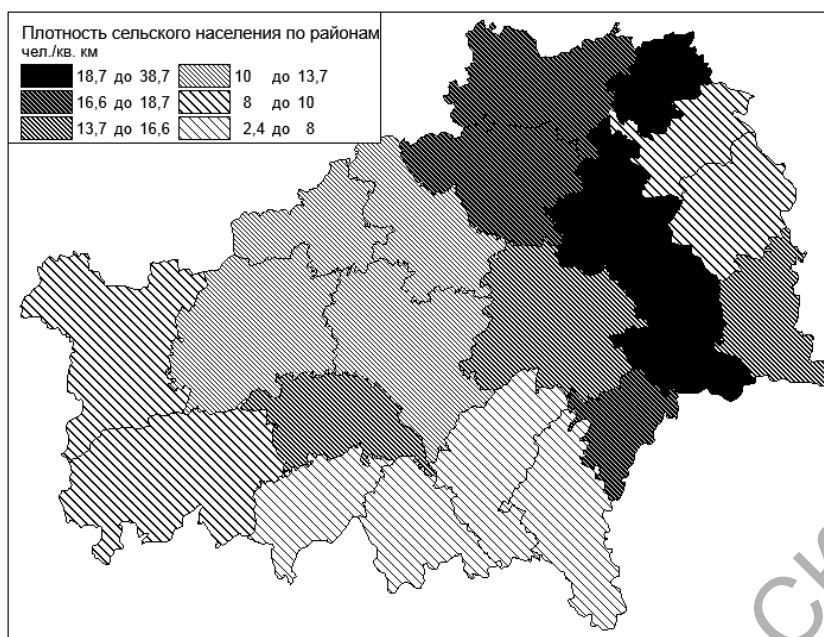 Плотность сельского населения по районам
чел./кв. км
18,7 до 38,7
16,6 до 18,7
13,7 до 16,6
10 до 13,7
8 до 10
2,4 до 8
ск